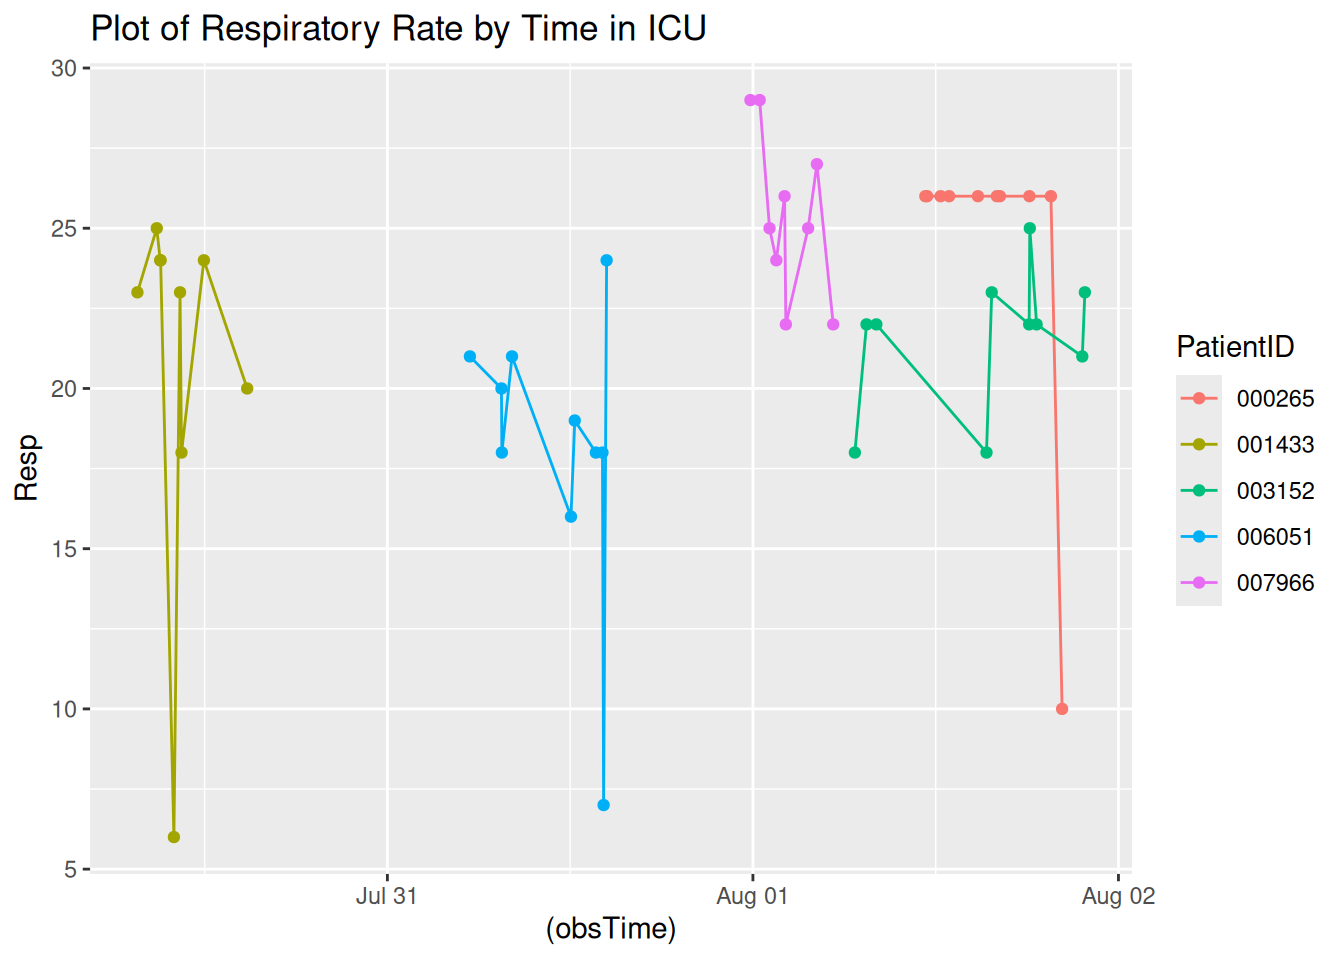 Plot of Respiratory Rate by Time in ICU
30
25
20
15
10
5
Resp
Jul 31
Aug 01
Aug 02
(obsTime)
PatientID
000265
001433
003152
006051
007966